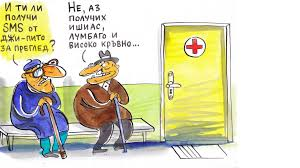 И ТИ ЛИ
ПОЛУЧИ
SMS ОТ
ДЖИ-ПИТО
ЗА ПРЕГЛЕД?
НЕ, АЗ
ПОЛУЧИХ
ИШИАС,
ЛУМБАГО И
ВИСОКО КРЪВНО...